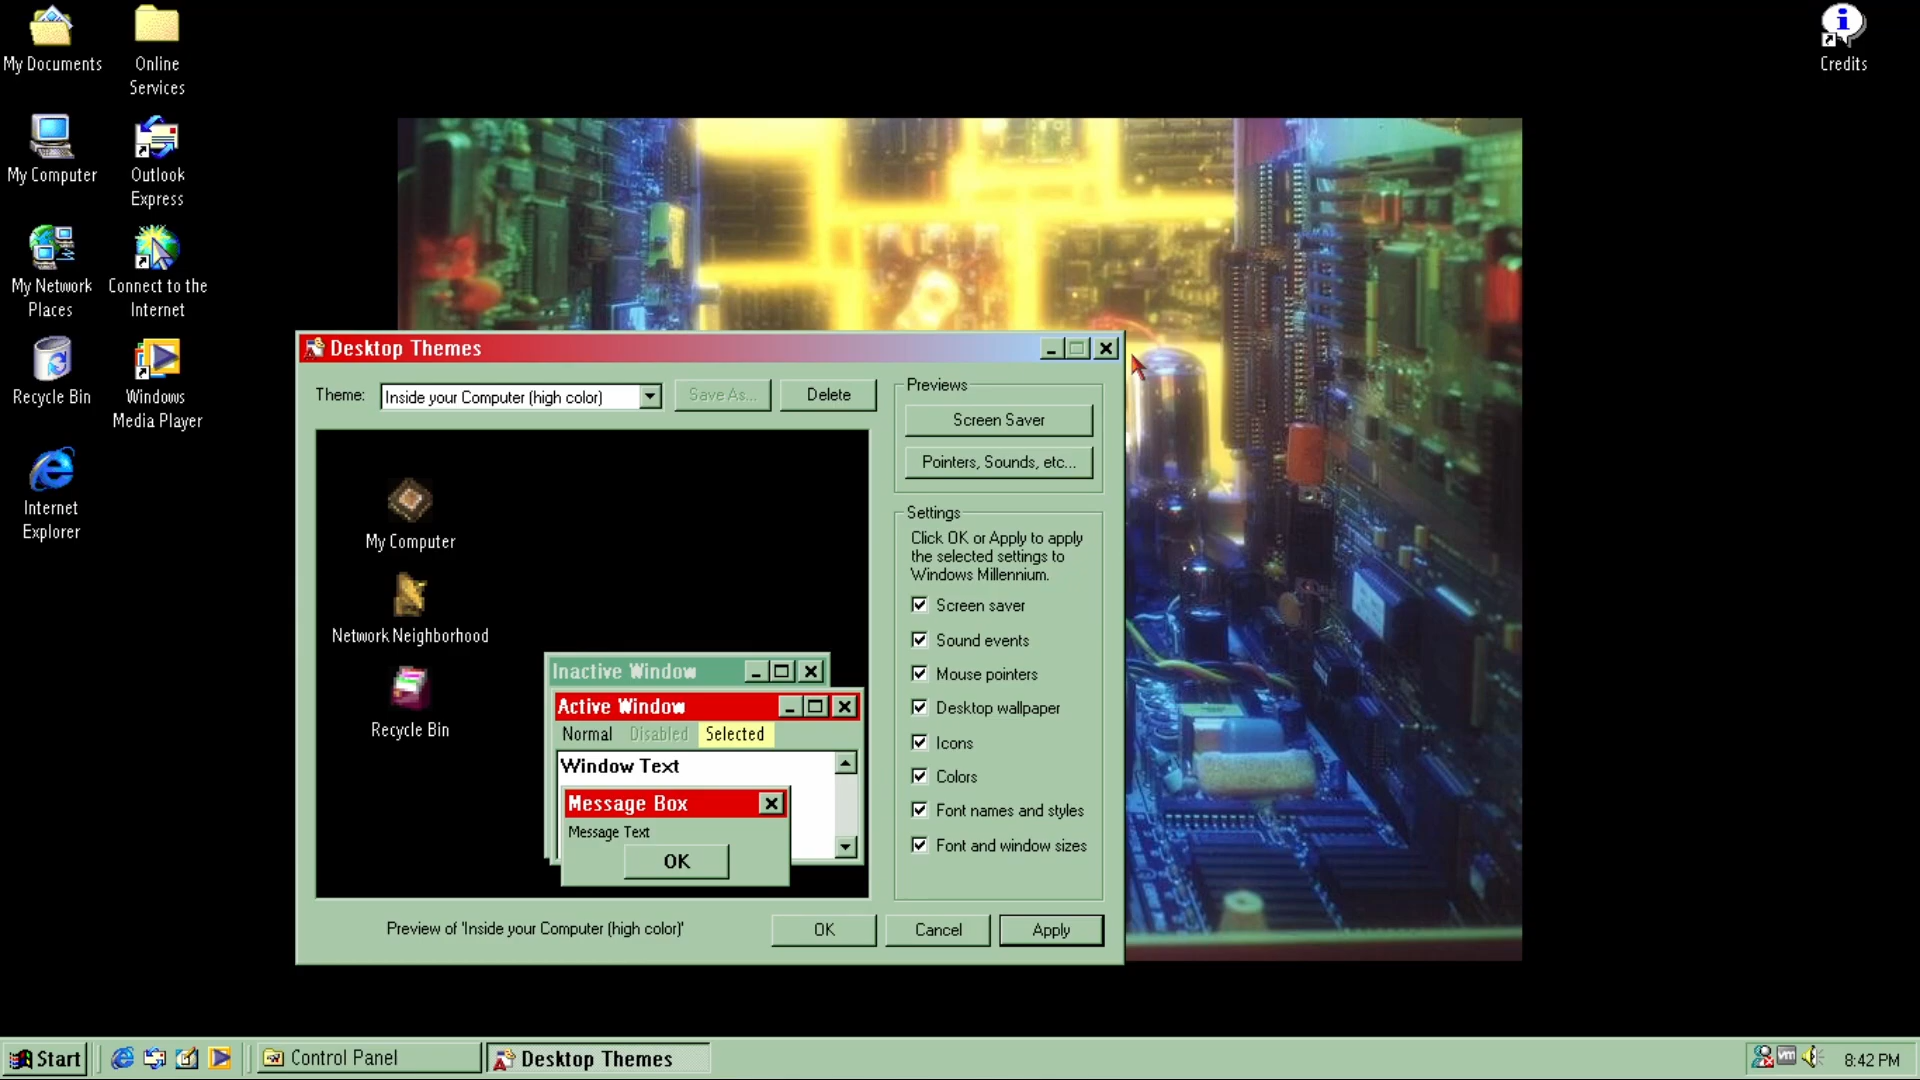 My Documents
Online
Services
Credits
My Computer
Outlook
Express
My Network
Places
Connect to the
Internet
Recycle Bin
Windows
Media Player
Internet
Explorer
Desktop Themes
Theme:
Inside your Computer (high color)
Save As...
Delete
Previews
Screen Saver
Pointers, Sounds, etc...
My Computer
Network Neighborhood
Recycle Bin
Inactive Window
Active Window
Normal Disabled Selected
Window Text
Message Box
Message Text
OK
Settings
Click OK or Apply to apply
the selected settings to
Windows Millennium.
Screen saver
Sound events
Mouse pointers
Desktop wallpaper
Icons
Colors
Font names and styles
Font and window sizes
Preview of 'Inside your Computer (high color)'
OK
Cancel
Apply
Start
Control Panel
Desktop Themes
vm
8:42 PM